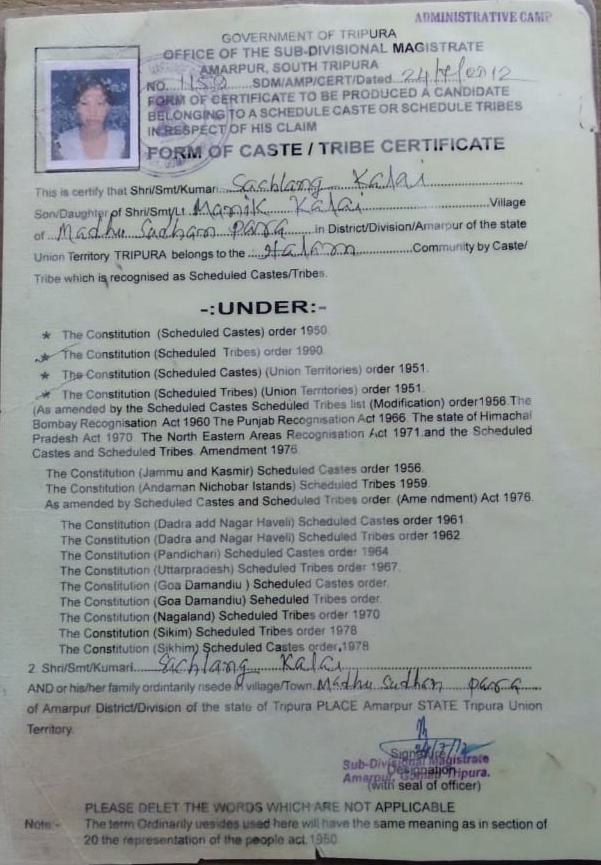 ADMINISTRATIVE CAMP
GOVERNMENT OF TRIPURA
OFFICE OF THE SUB-DIVISIONAL MAGISTRATE
AMARPUR, SOUTH TRIPURA
NO. SDM/AMP/CERT/Dated
FORM OF CERTIFICATE TO BE PRODUCED A CANDIDATE
BELONGING TO A SCHEDULE CASTE OR SCHEDULE TRIBES
IN RESPECT OF HIS CLAIM
FORM OF CASTE / TRIBE CERTIFICATE
This is certify that Shri/Smt/Kumari Sachlang Kalai
Son/Daughter of Shri/Smt/Lt Manik Kalai Village
of Madhu Sudhan para in District/Division/Amarpur of the state
Union Territory TRIPURA belongs to the Halam Community by Caste/
Tribe which is recognised as Scheduled Castes/Tribes.
-:UNDER:-
* The Constitution (Scheduled Castes) order 1950
* The Constitution (Scheduled Tribes) order 1990.
* The Constitution (Scheduled Castes) (Union Territories) order 1951.
* The Constitution (Scheduled Tribes) (Union Territories) order 1951.
(As amended by the Scheduled Castes Scheduled Tribes list (Modification) order1956.The
Bombay Recognisation Act 1960 The Punjab Recognisation Act 1966. The state of Himachal
Pradesh Act 1970. The North Eastern Areas Recognisation Act 1971.and the Scheduled
Castes and Scheduled Tribes. Amendment 1976.
The Constitution (Jammu and Kasmir) Scheduled Castes order 1956.
The Constitution (Andaman Nichobar Islands) Scheduled Tribes 1959.
As amended by Scheduled Castes and Scheduled Tribes order (Ame ndment) Act 1976.
The Constitution (Dadra add Nagar Haveli) Scheduled Castes order 1961.
The Constitution (Dadra and Nagar Haveli) Scheduled Tribes order 1962.
The Constitution (Pandichari) Scheduled Castes order 1964.
The Constitution (Uttarpradesh) Scheduled Tribes order 1967.
The Constitution (Goa Damandiu ) Scheduled Castes order.
The Constitution (Goa Damandiu) Seheduled Tribes order.
The Constitution (Nagaland) Scheduled Tribes order 1970
The Constitution (Sikim) Scheduled Tribes order 1978
The Constitution (Sikhim) Scheduled Castes order,1978
2. Shri/Smt/Kumari Sachlang Kalai
AND or his/her family ordintarily risede in village/Town Madhu Sudhan para
of Amarpur District/Division of the state of Tripura PLACE Amarpur STATE Tripura Union
Territory.
Sub-Divisional Magistrate
Designation
Amarpur, Tripura.
(with seal of officer)
PLEASE DELET THE WORDS WHICH ARE NOT APPLICABLE
Note:- The term Ordinarily uesides used here will have the same meaning as in section of
20 the representation of the people act.1950